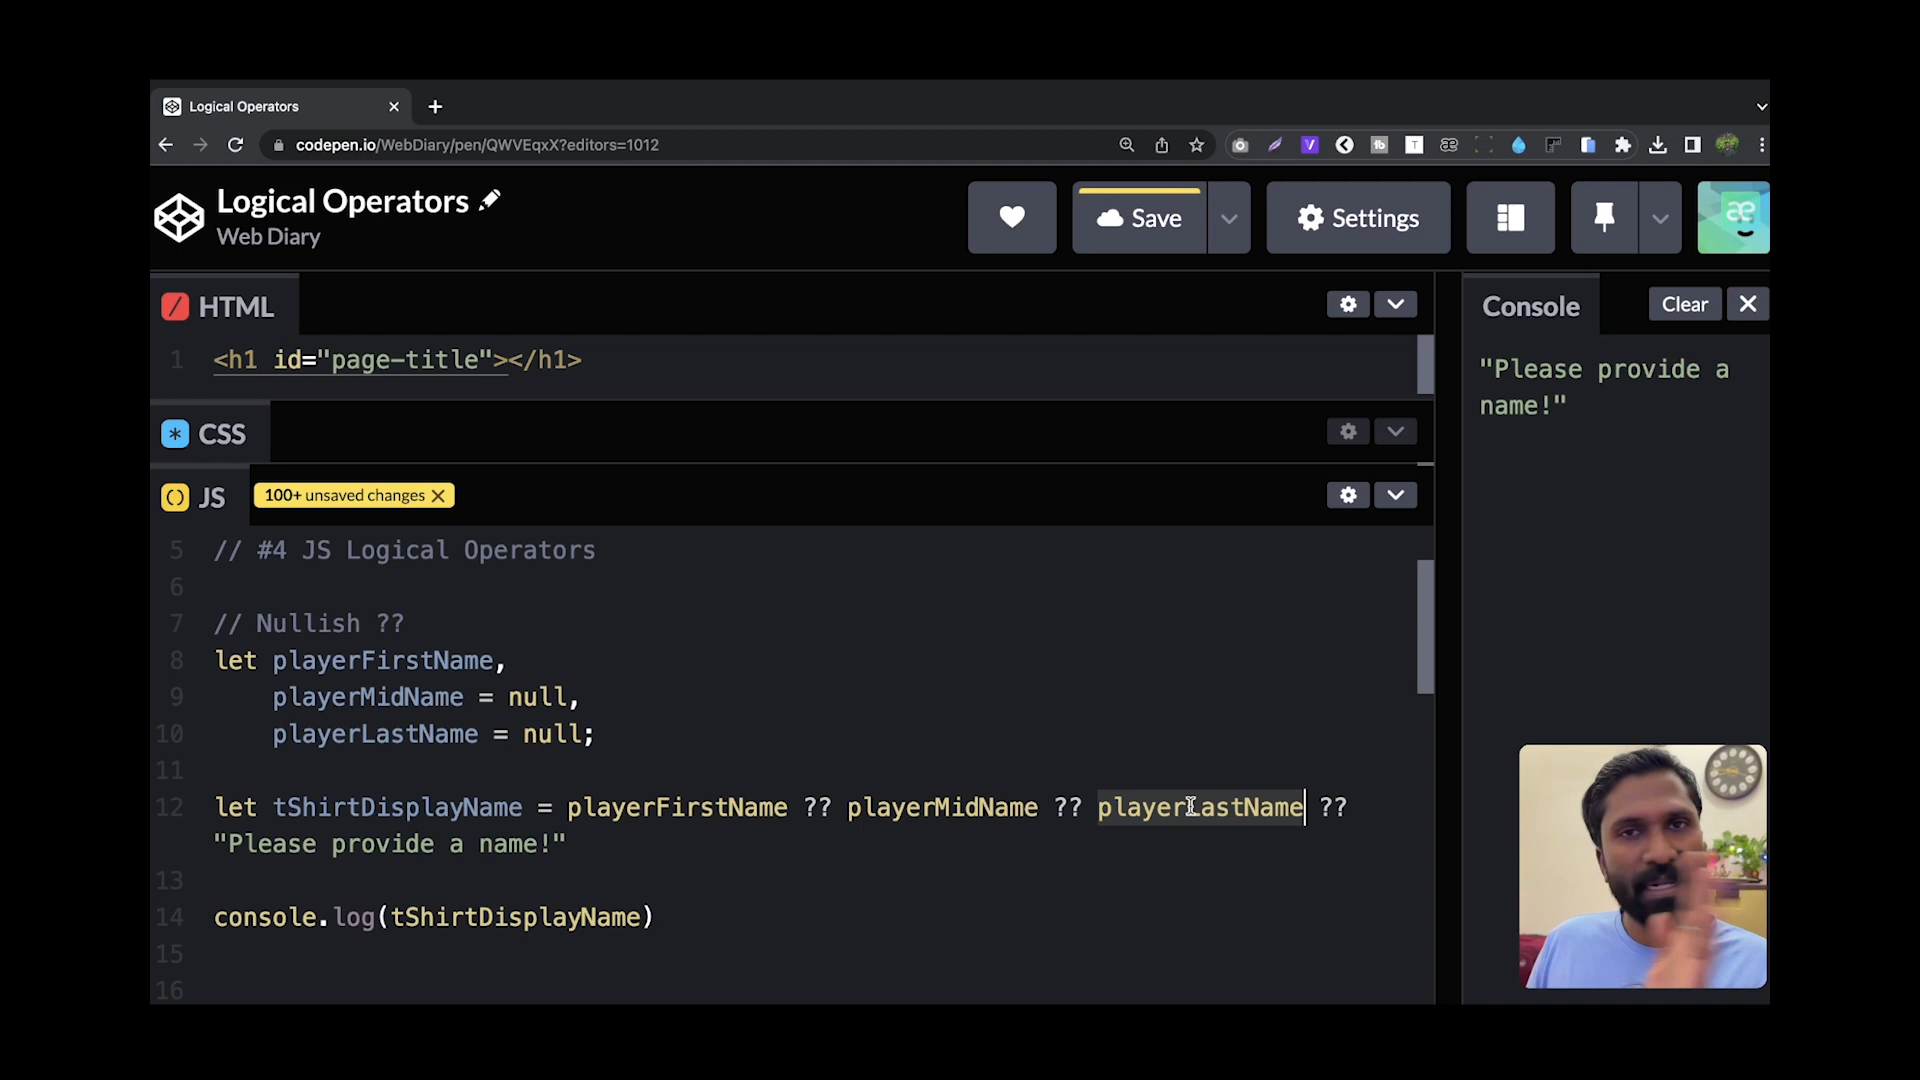 Logical Operators
codepen.io/WebDiary/pen/QWVEqxX?editors=1012
Logical Operators
Web Diary
Save
Settings
HTML
Console
Clear
1 <h1 id="page-title"></h1>
"Please provide a
name!"
CSS
JS
100+ unsaved changes
5 // #4 JS Logical Operators
6
7 // Nullish ??
8 let playerFirstName,
9 playerMidName = null,
10 playerLastName = null;
11
12 let tShirtDisplayName = playerFirstName ?? playerMidName ?? playerLastName ??
"Please provide a name!"
13
14 console.log(tShirtDisplayName)
15
16